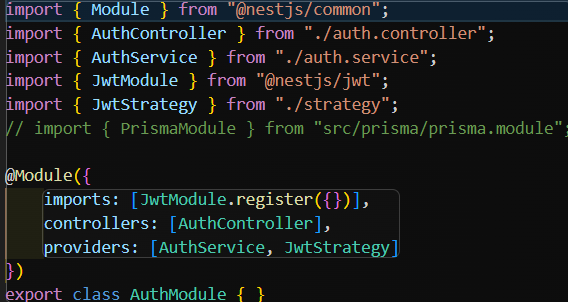 import { Module } from "@nestjs/common";
import { AuthController } from "./auth.controller";
import { AuthService } from "./auth.service";
import { JwtModule } from "@nestjs/jwt";
import { JwtStrategy } from "./strategy";
// import { PrismaModule } from "src/prisma/prisma.module";

@Module({
    imports: [JwtModule.register({})],
    controllers: [AuthController],
    providers: [AuthService, JwtStrategy]
})
export class AuthModule { }